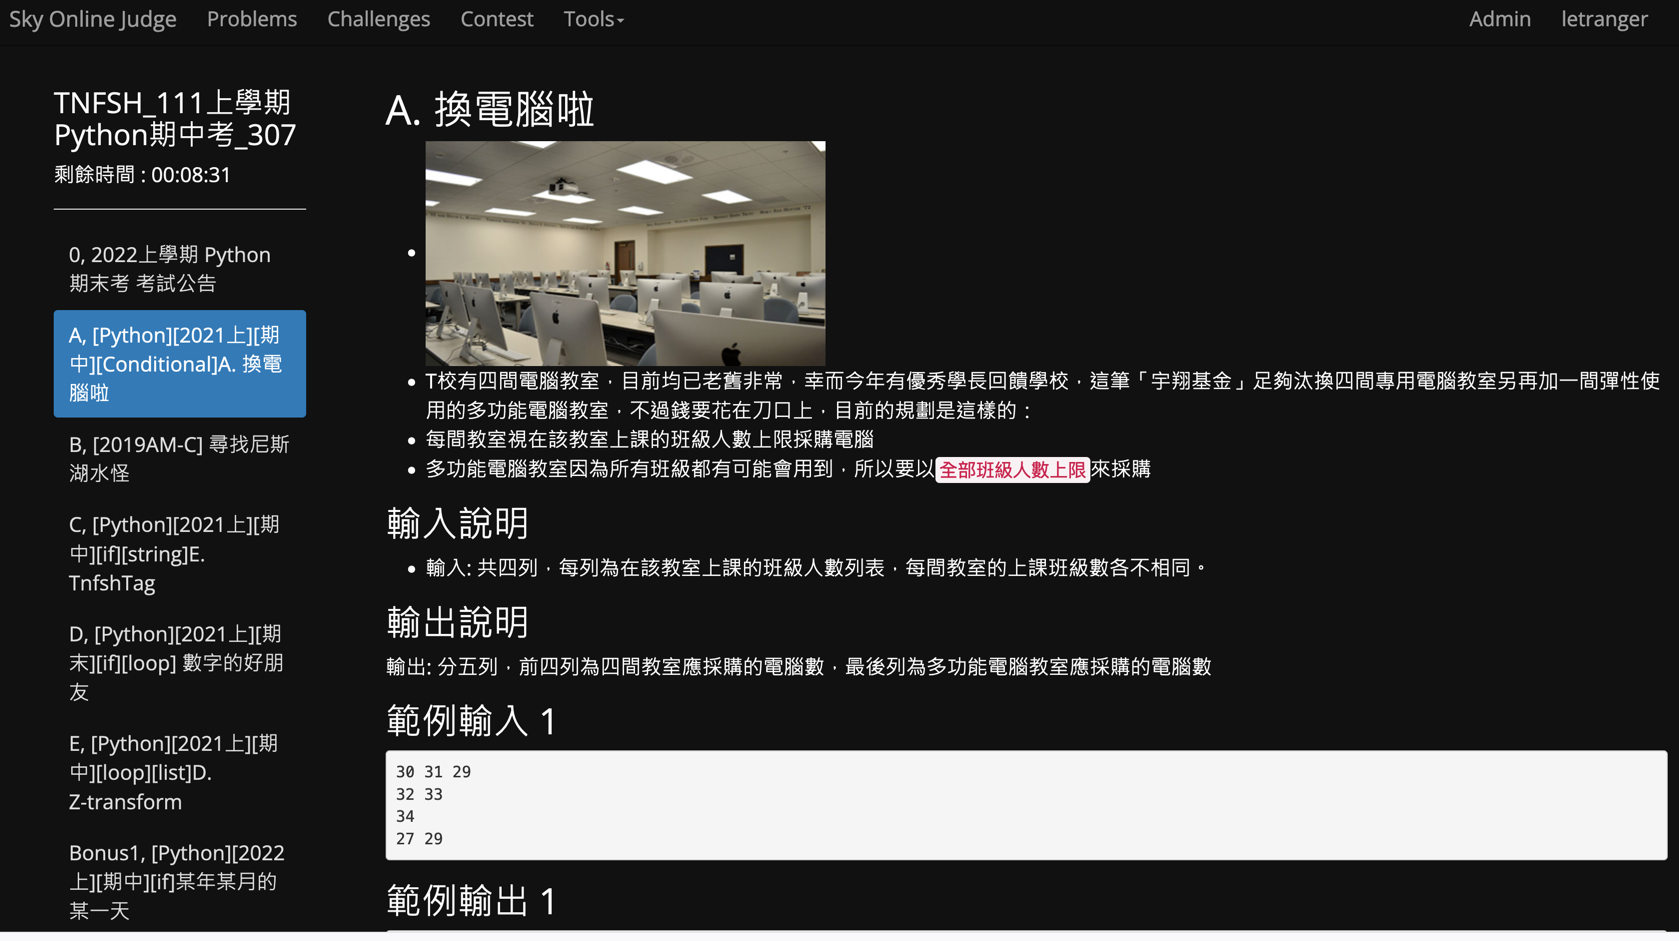 Sky Online Judge Problems Challenges Contest Tools Admin letranger
TNFSH_111上學期
Python期中考_307
剩餘時間 : 00:08:31
0, 2022上學期 Python
期末考 考試公告
A, [Python][2021上][期
中][Conditional]A. 換電
腦啦
B, [2019AM-C] 尋找尼斯
湖水怪
C, [Python][2021上][期
中][if][string]E.
TnfshTag
D, [Python][2021上][期
末][if][loop] 數字的好朋
友
E, [Python][2021上][期
中][loop][list]D.
Z-transform
Bonus1, [Python][2022
上][期中][if]某年某月的
某一天
A. 換電腦啦
T校有四間電腦教室，目前均已老舊非常，幸而今年有優秀學長回饋學校，這筆「宇翔基金」足夠汰換四間專用電腦教室另再加一間彈性使
用的多功能電腦教室，不過錢要花在刀口上，目前的規劃是這樣的：
每間教室視在該教室上課的班級人數上限採購電腦
多功能電腦教室因為所有班級都有可能會用到，所以要以全部班級人數上限來採購
輸入說明
輸入: 共四列，每列為在該教室上課的班級人數列表，每間教室的上課班級數各不相同。
輸出說明
輸出: 分五列，前四列為四間教室應採購的電腦數，最後列為多功能電腦教室應採購的電腦數
範例輸入 1
30 31 29
32 33
34
27 29
範例輸出 1